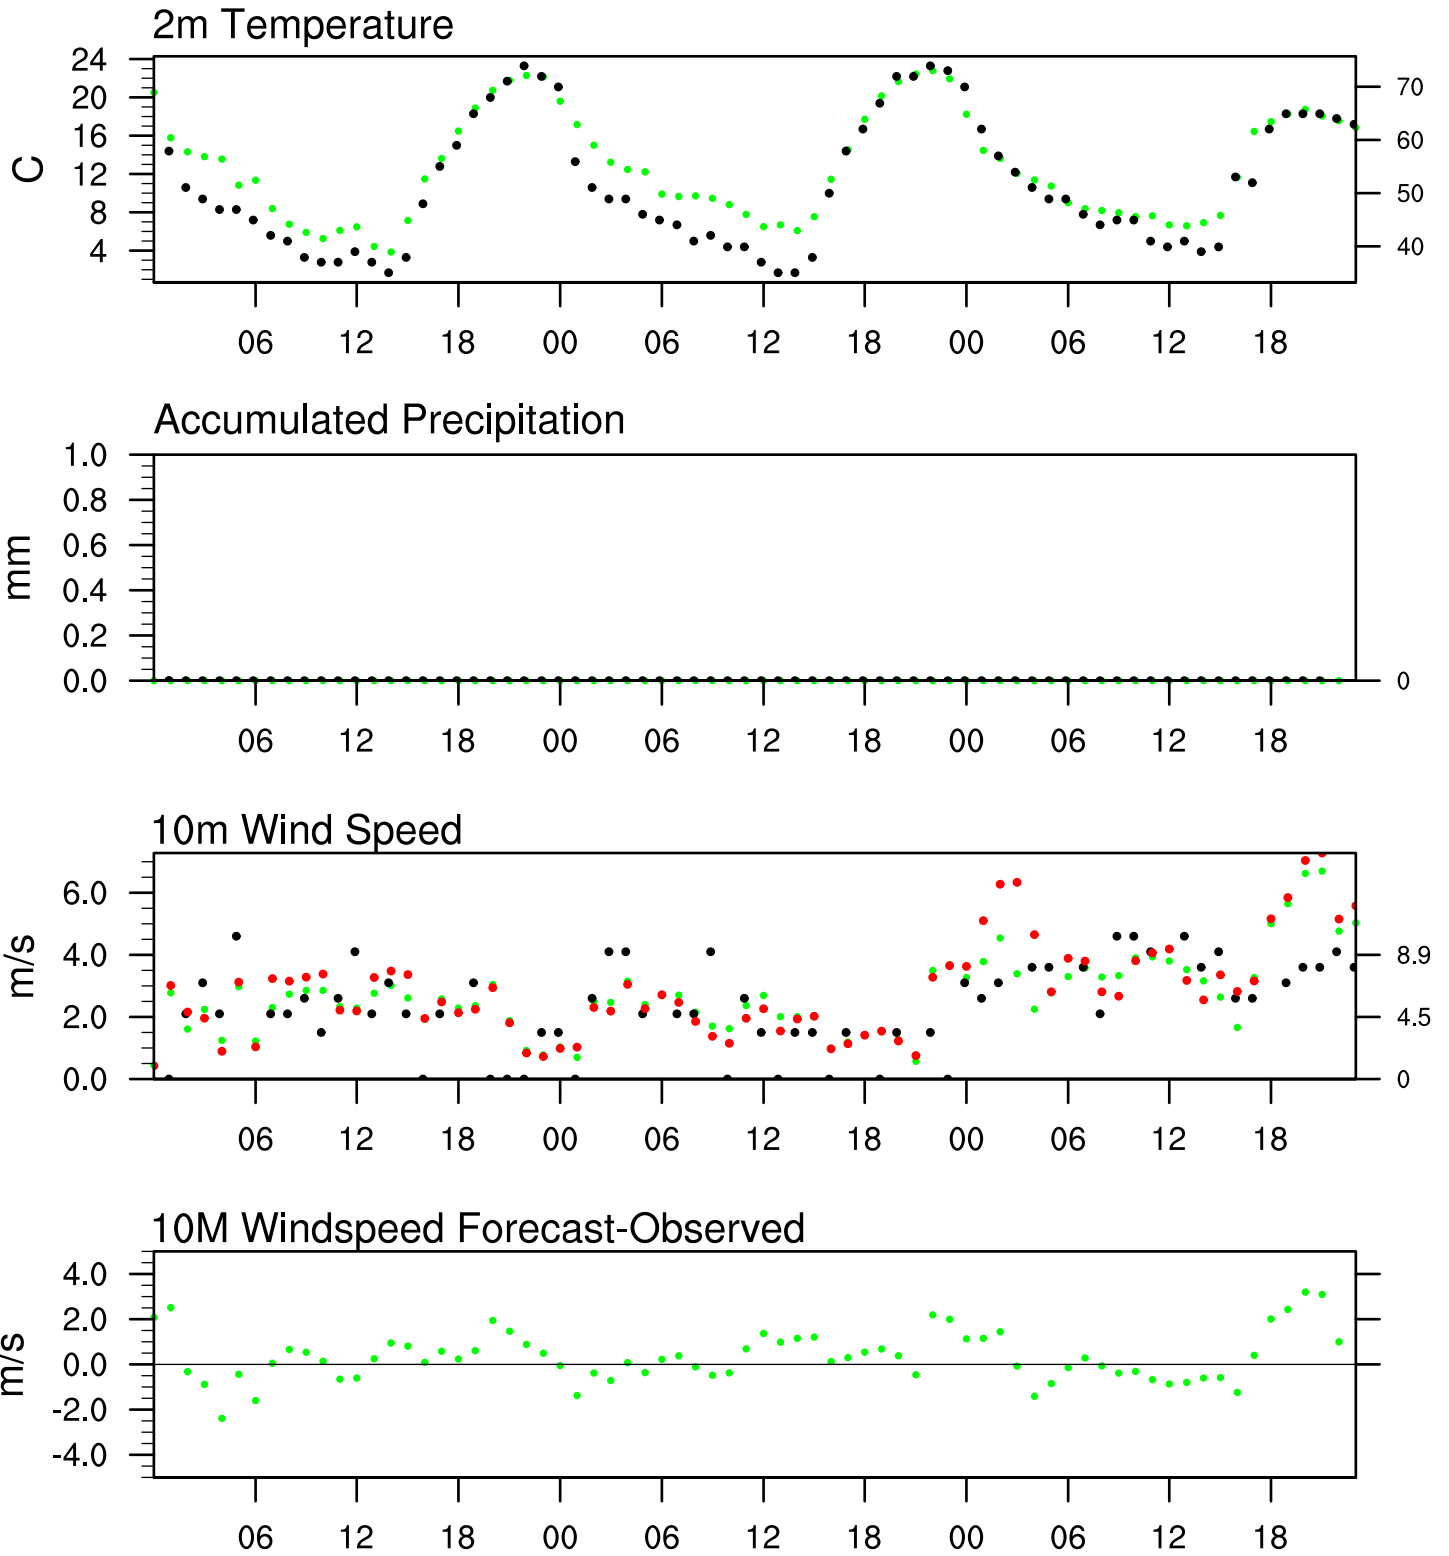 2m Temperature
24
20
16
12
8
4
C
70
60
50
40
06 12 18 00 06 12 18 00 06 12 18
Accumulated Precipitation
1.0
0.8
0.6
0.4
0.2
0.0
mm
0
06 12 18 00 06 12 18 00 06 12 18
10m Wind Speed
6.0
4.0
2.0
0.0
m/s
8.9
4.5
0
06 12 18 00 06 12 18 00 06 12 18
10M Windspeed Forecast-Observed
4.0
2.0
0.0
-2.0
-4.0
m/s
06 12 18 00 06 12 18 00 06 12 18